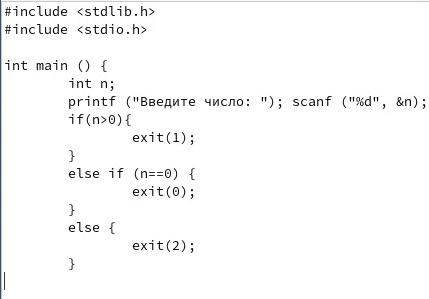 #include <stdlib.h>
#include <stdio.h>

int main () {
        int n;
        printf ("Введите число: "); scanf ("%d", &n);
        if(n>0){
                exit(1);
        }
        else if (n==0) {
                exit(0);
        }
        else {
                exit(2);
        }